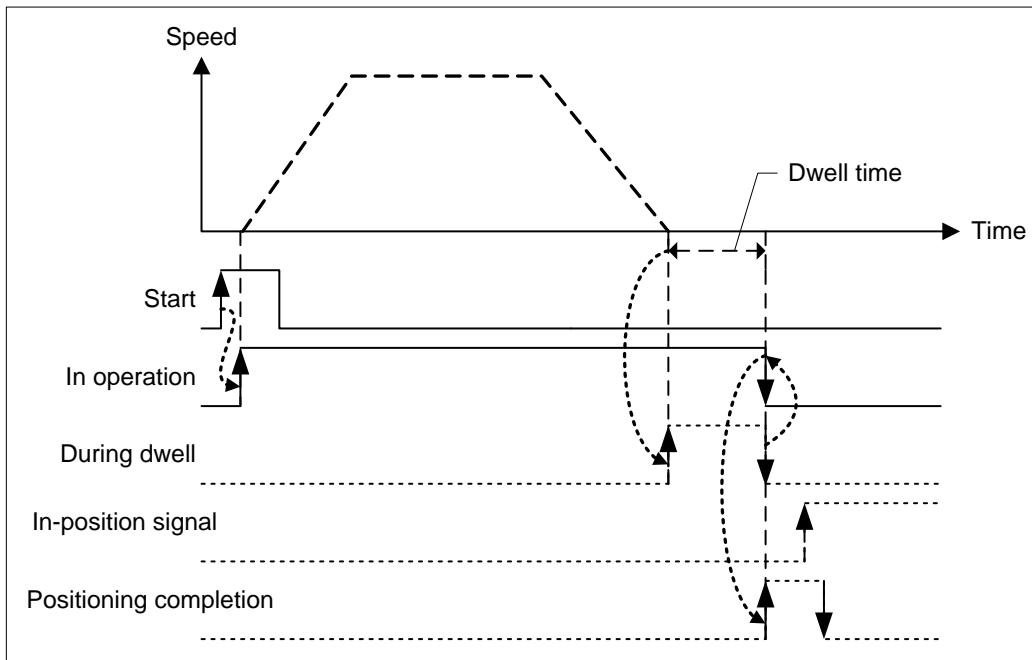 Speed
Dwell time
Time
Start
In operation
During dwell
In-position signal
Positioning completion